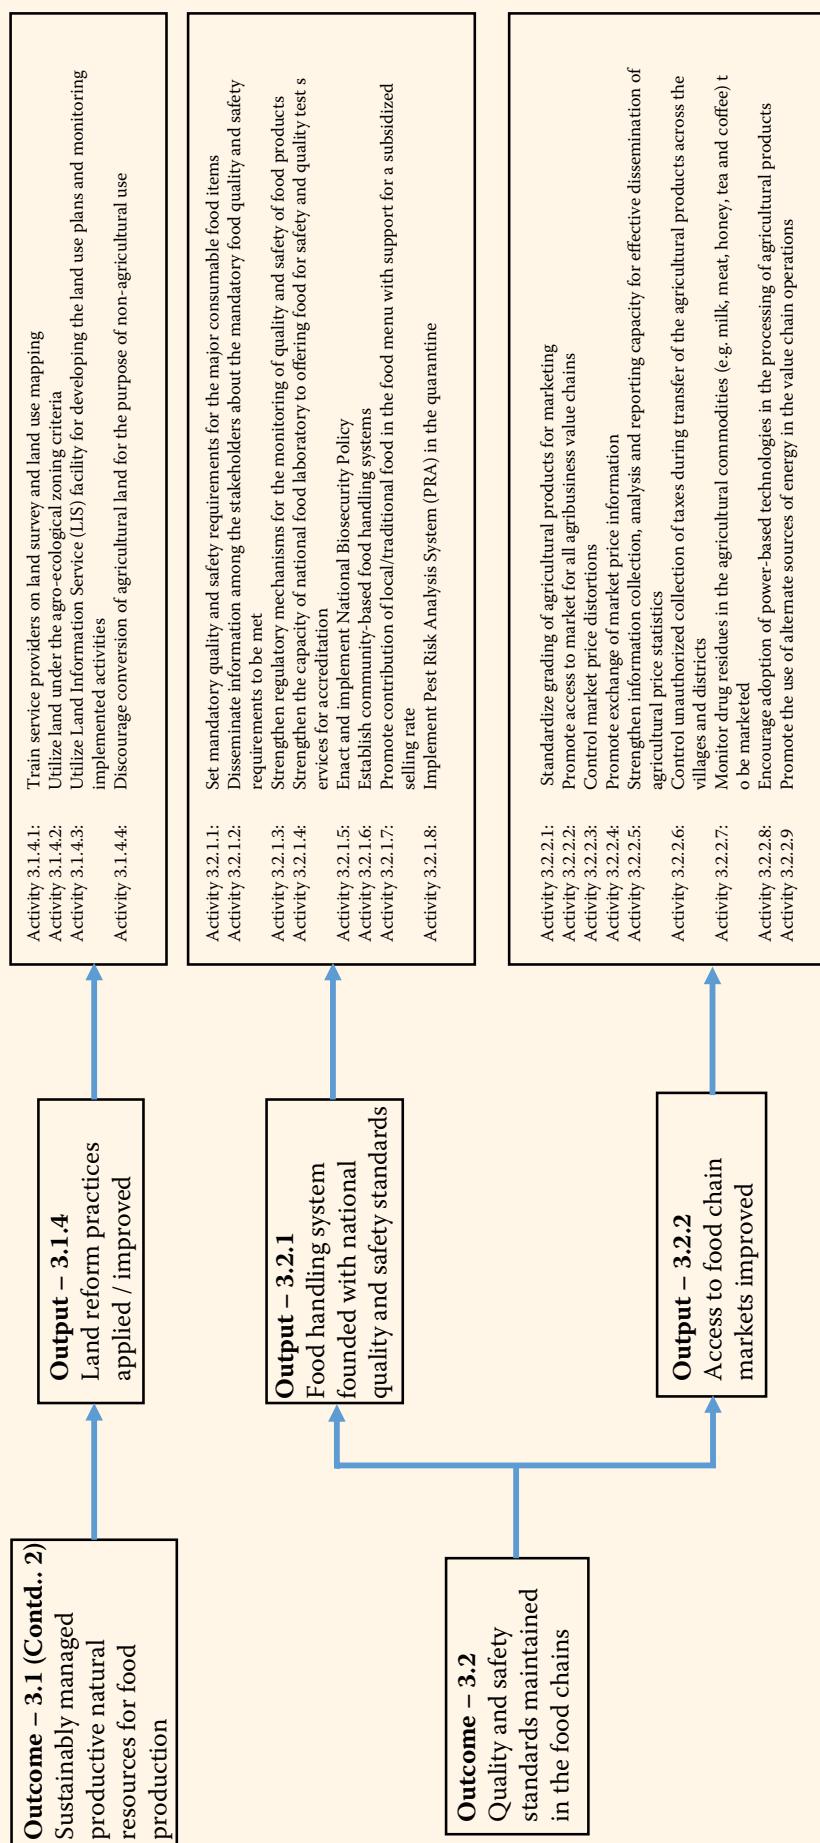 Outcome – 3.1 (Contd.. 2)
Sustainably managed
productive natural
resources for food
production
Output – 3.1.4
Land reform practices
applied / improved
Activity 3.1.4.1: Train service providers on land survey and land use mapping
Activity 3.1.4.2: Utilize land under the agro-ecological zoning criteria
Activity 3.1.4.3: Utilize Land Information Service (LIS) facility for developing the land use plans and monitoring
implemented activities
Activity 3.1.4.4: Discourage conversion of agricultural land for the purpose of non-agricultural use
Outcome – 3.2
Quality and safety
standards maintained
in the food chains
Output – 3.2.1
Food handling system
founded with national
quality and safety standards
Activity 3.2.1.1: Set mandatory quality and safety requirements for the major consumable food items
Activity 3.2.1.2: Disseminate information among the stakeholders about the mandatory food quality and safety
requirements to be met
Activity 3.2.1.3: Strengthen regulatory mechanisms for the monitoring of quality and safety of food products
Activity 3.2.1.4: Strengthen the capacity of national food laboratory to offering food for safety and quality test s
ervices for accreditation
Activity 3.2.1.5: Enact and implement National Biosecurity Policy
Activity 3.2.1.6: Establish community-based food handling systems
Activity 3.2.1.7: Promote contribution of local/traditional food in the food menu with support for a subsidized
selling rate
Activity 3.2.1.8: Implement Pest Risk Analysis System (PRA) in the quarantine
Output – 3.2.2
Access to food chain
markets improved
Activity 3.2.2.1: Standardize grading of agricultural products for marketing
Activity 3.2.2.2: Promote access to market for all agribusiness value chains
Activity 3.2.2.3: Control market price distortions
Activity 3.2.2.4: Promote exchange of market price information
Activity 3.2.2.5: Strengthen information collection, analysis and reporting capacity for effective dissemination of
agricultural price statistics
Activity 3.2.2.6: Control unauthorized collection of taxes during transfer of the agricultural products across the
villages and districts
Activity 3.2.2.7: Monitor drug residues in the agricultural commodities (e.g. milk, meat, honey, tea and coffee) t
o be marketed
Activity 3.2.2.8: Encourage adoption of power-based technologies in the processing of agricultural products
Activity 3.2.2.9 Promote the use of alternate sources of energy in the value chain operations